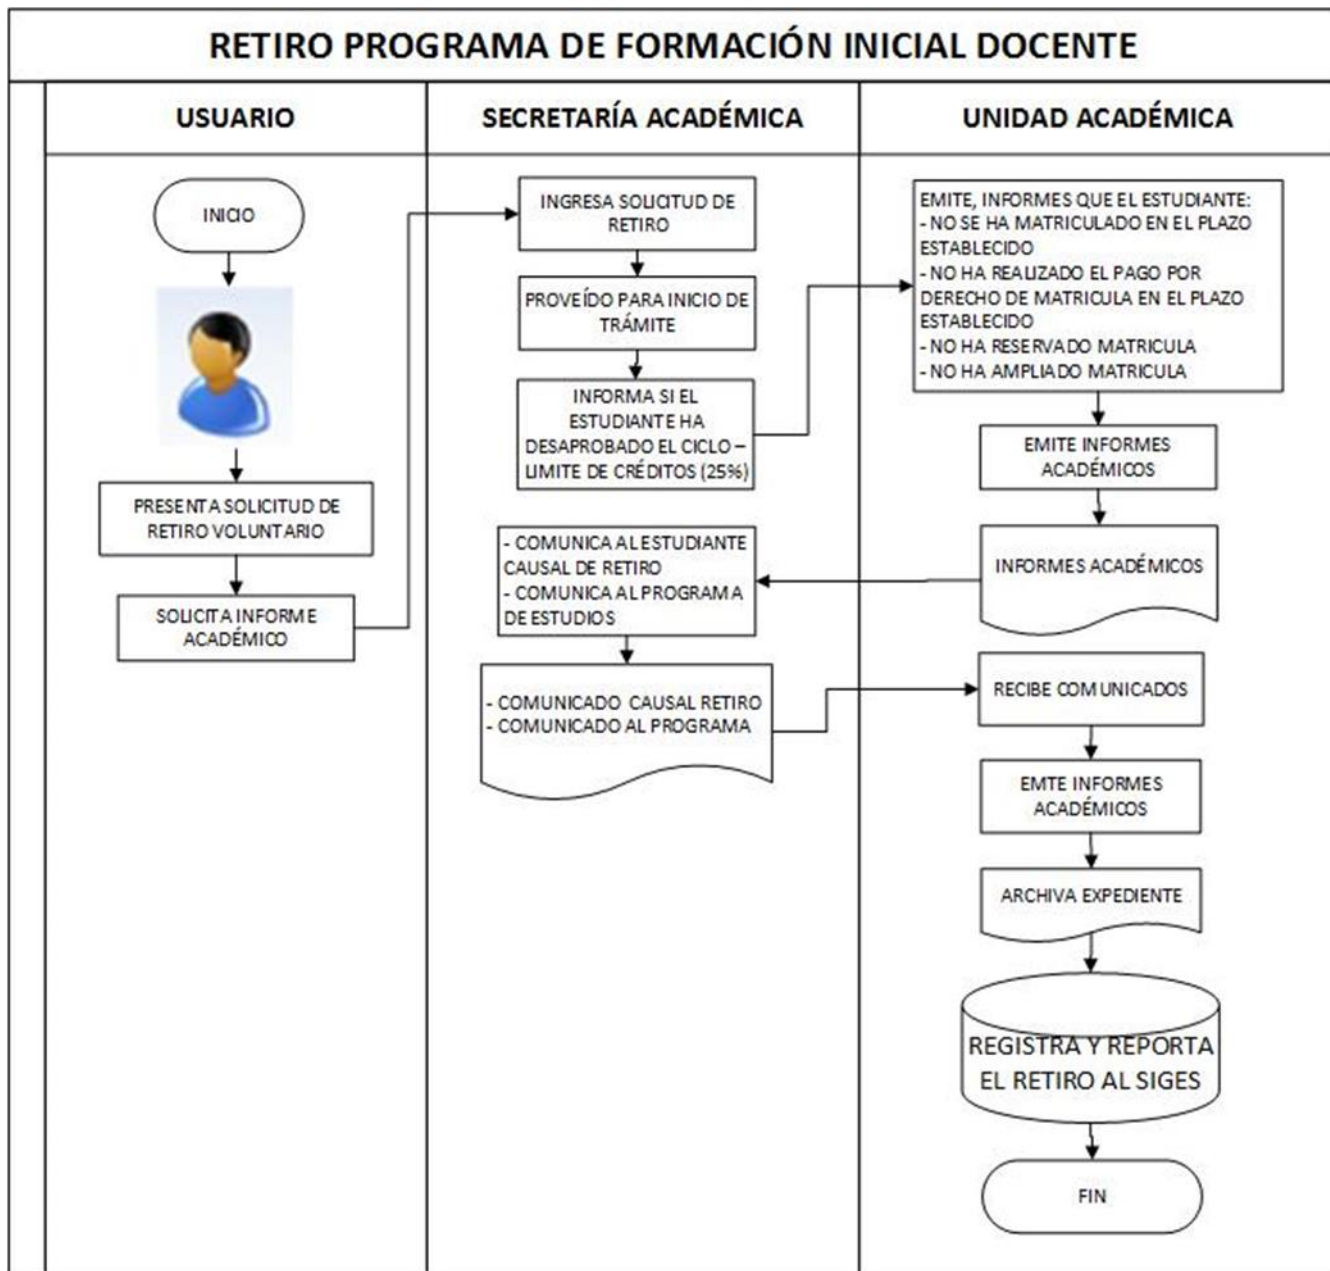 RETIRO PROGRAMA DE FORMACIÓN INICIAL DOCENTE
USUARIO
SECRETARÍA ACADÉMICA
UNIDAD ACADÉMICA
INICIO
PRESENTA SOLICITUD DE
RETIRO VOLUNTARIO
SOLICITA INFORME
ACADÉMICO
INGRESA SOLICITUD DE
RETIRO
PROVEÍDO PARA INICIO DE
TRÁMITE
INFORMA SI EL
ESTUDIANTE HA
DESAPROBADO EL CICLO –
LIMITE DE CRÉDITOS (25%)
EMITE, INFORMES QUE EL ESTUDIANTE:
- NO SE HA MATRICULADO EN EL PLAZO
ESTABLECIDO
- NO HA REALIZADO EL PAGO POR
DERECHO DE MATRICULA EN EL PLAZO
ESTABLECIDO
- NO HA RESERVADO MATRICULA
- NO HA AMPLIADO MATRICULA
EMITE INFORMES
ACADÉMICOS
INFORMES ACADÉMICOS
- COMUNICA AL ESTUDIANTE
CAUSAL DE RETIRO
- COMUNICA AL PROGRAMA
DE ESTUDIOS
- COMUNICADO CAUSAL RETIRO
- COMUNICADO AL PROGRAMA
RECIBE COMUNICADOS
EMTE INFORMES
ACADÉMICOS
ARCHIVA EXPEDIENTE
REGISTRA Y REPORTA
EL RETIRO AL SIGES
FIN